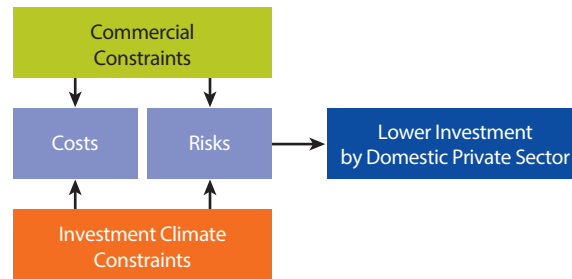 Commercial
Constraints
Costs
Risks
Lower Investment
by Domestic Private Sector
Investment Climate
Constraints